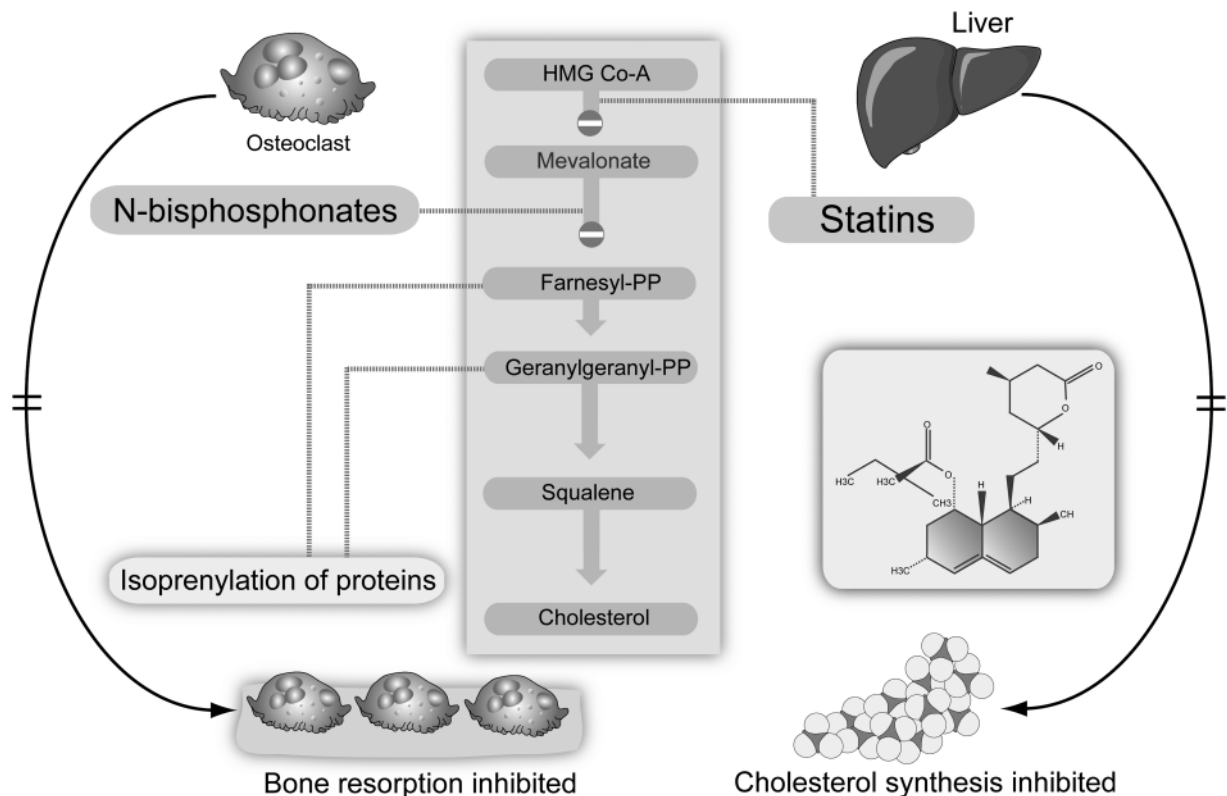 Liver
HMG Co-A
Osteoclast
Mevalonate
N-bisphosphonates
Statins
Farnesyl-PP
Geranylgeranyl-PP
O
O
H
O
O
H3C
H3C
CH3
H
H
CH
H3C
Squalene
Isoprenylation of proteins
Cholesterol
Bone resorption inhibited
Cholesterol synthesis inhibited